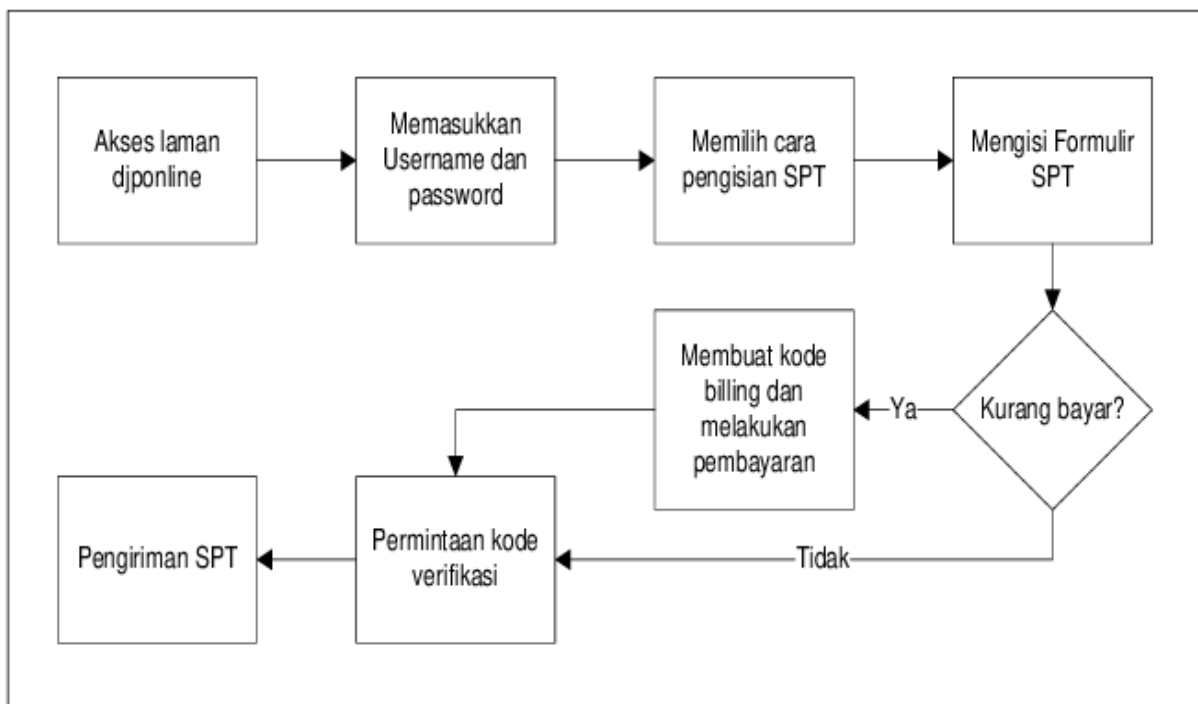 Akses laman
djponline
Memasukkan
Username dan
password
Memilih cara
pengisian SPT
Mengisi Formulir
SPT
Kurang bayar?
Ya
Membuat kode
billing dan
melakukan
pembayaran
Tidak
Permintaan kode
verifikasi
Pengiriman SPT